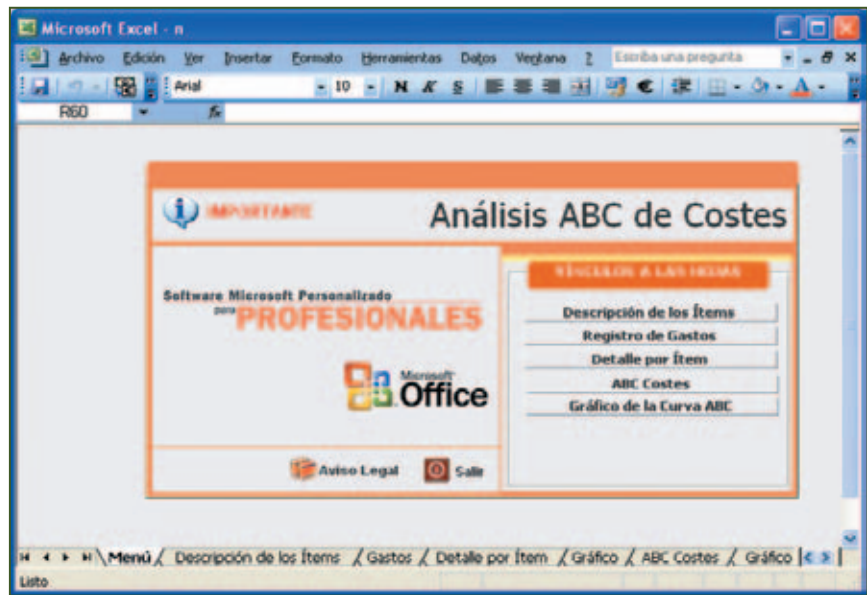 Microsoft Excel - n
Archivo Edición Ver Insertar Formato Herramientas Datos Ventana ? Escriba una pregunta
Arial 10 N K S €
R60 fx
IMPORTANTE Análisis ABC de Costes
VÍNCULOS A LAS HOJAS
Software Microsoft Personalizado
para PROFESIONALES
Microsoft
Office
Descripción de los Ítems
Registro de Gastos
Detalle por Ítem
ABC Costes
Gráfico de la Curva ABC
Aviso Legal Salir
Menú / Descripción de los Ítems / Gastos / Detalle por Ítem / Gráfico / ABC Costes / Gráfico
Listo